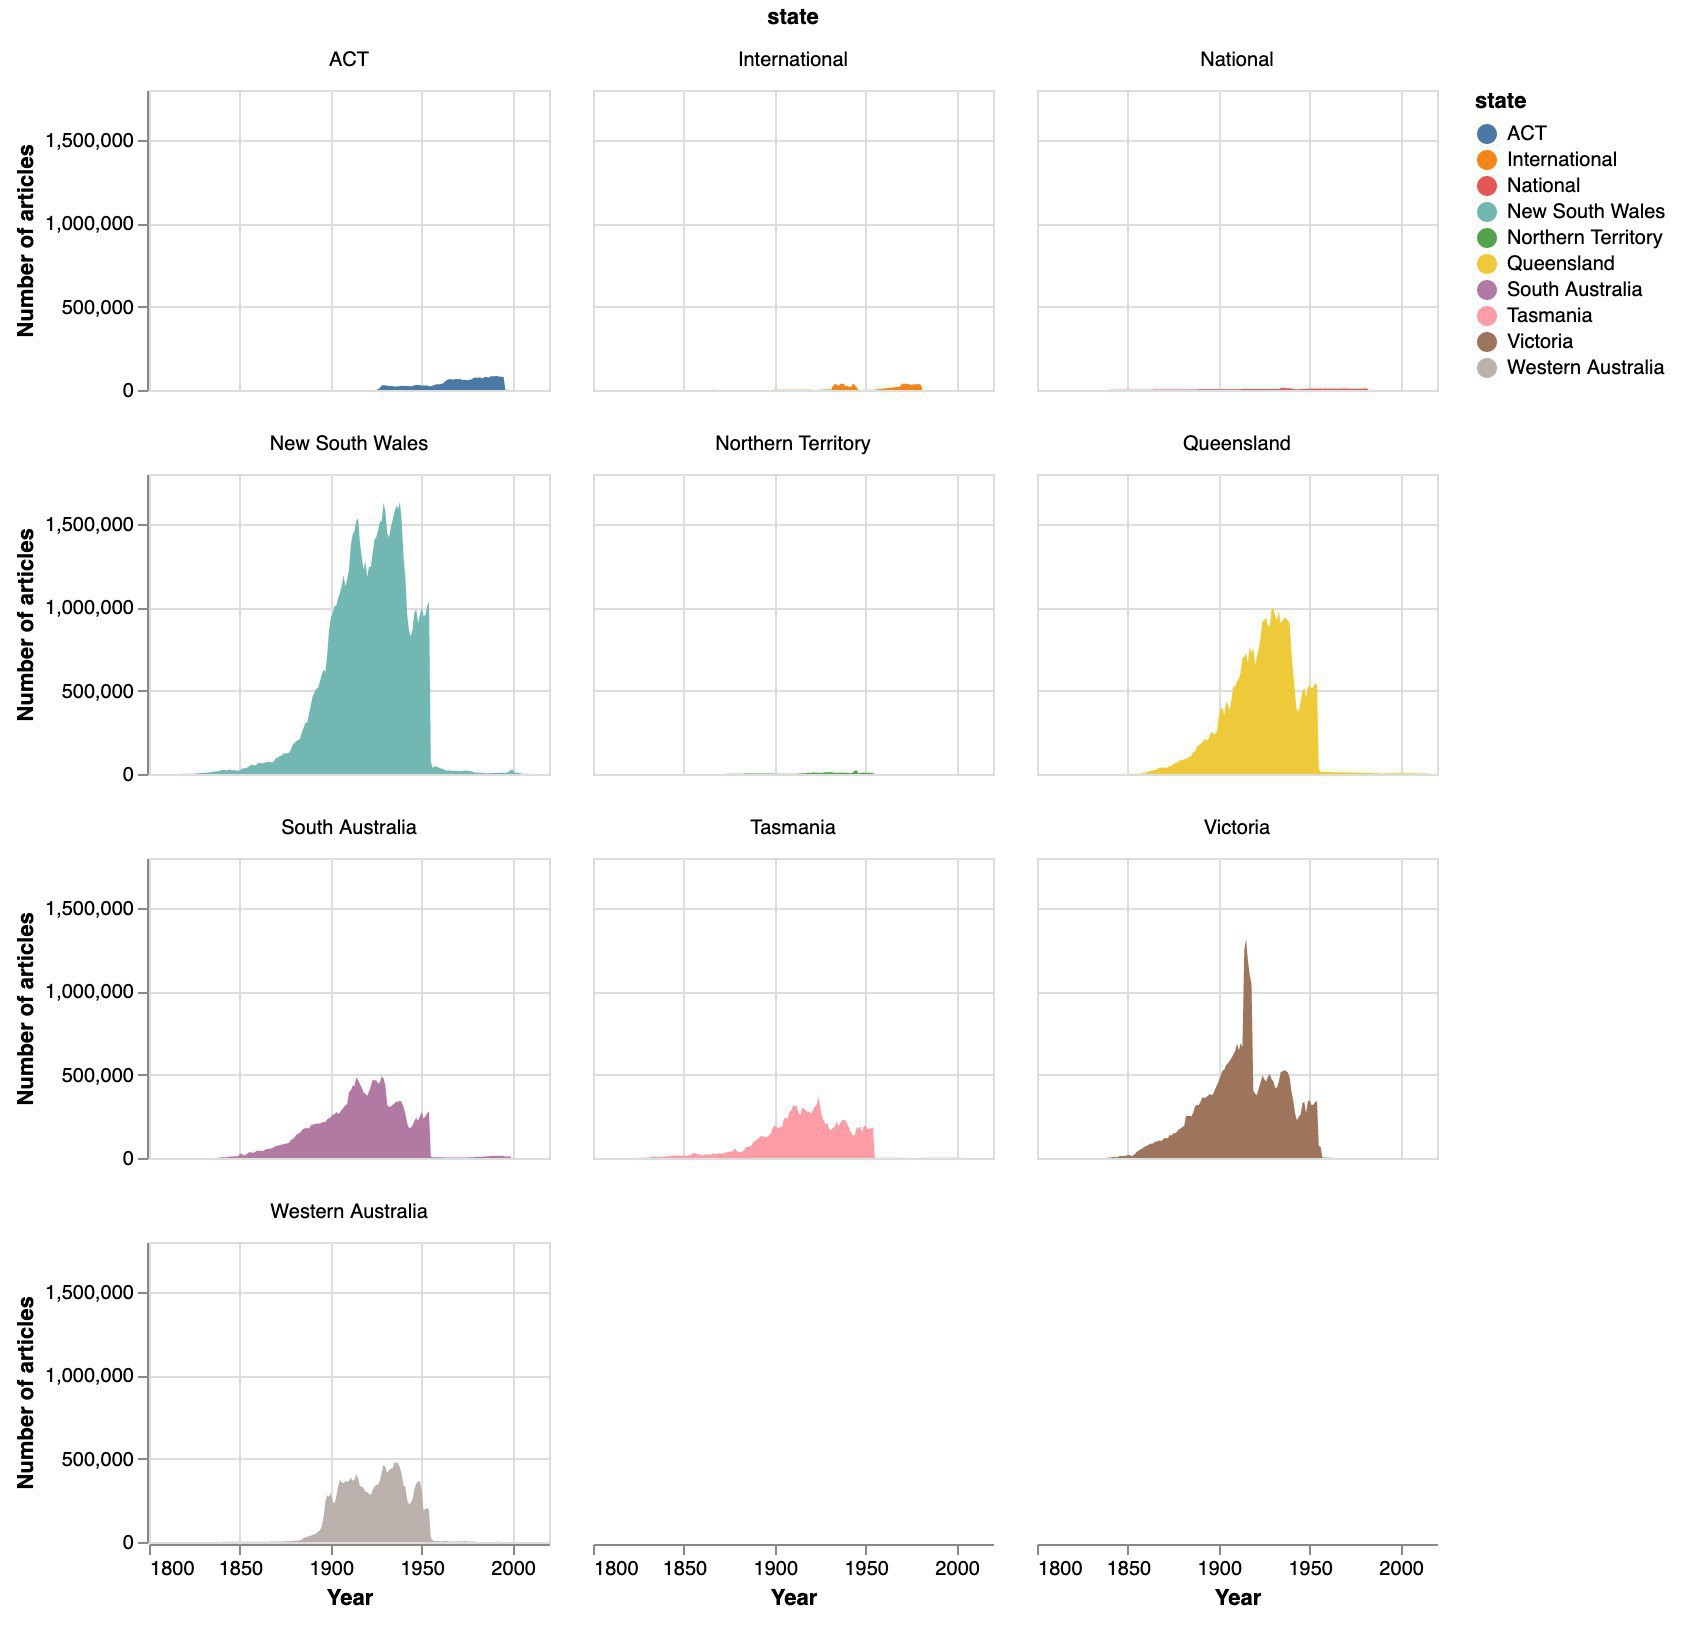 state
ACT
International
National
1,500,000
1,000,000
500,000
0
Number of articles
state
ACT
International
National
New South Wales
Northern Territory
Queensland
South Australia
Tasmania
Victoria
Western Australia
New South Wales
Northern Territory
Queensland
1,500,000
1,000,000
500,000
0
Number of articles
South Australia
Tasmania
Victoria
1,500,000
1,000,000
500,000
0
Number of articles
Western Australia
1,500,000
1,000,000
500,000
0
Number of articles
1800 1850 1900 1950 2000
Year
1800 1850 1900 1950 2000
Year
1800 1850 1900 1950 2000
Year